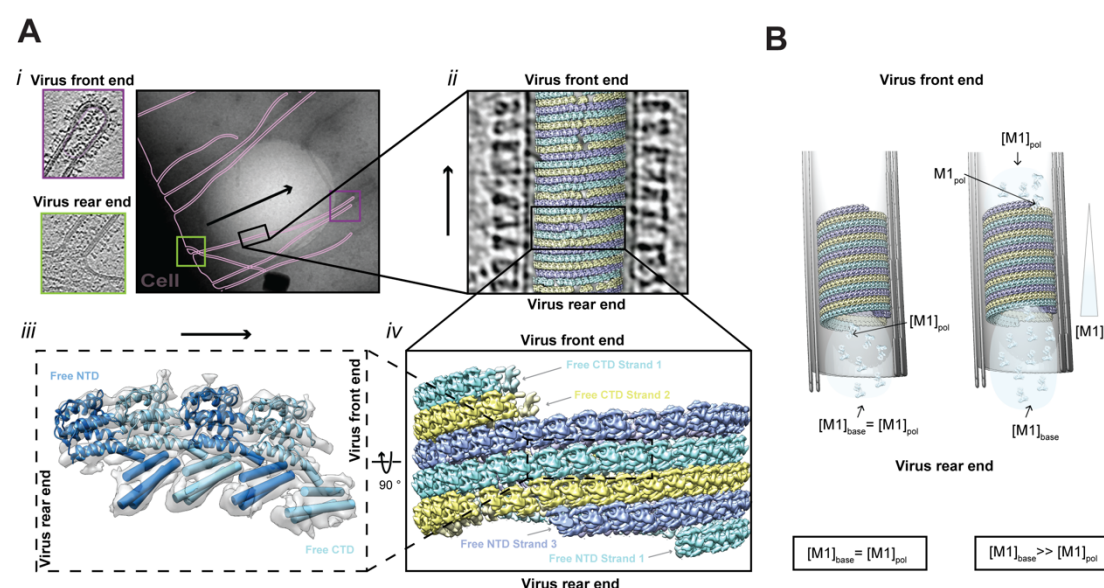 A
B
i
Virus front end
Virus rear end
Cell
ii
Virus front end
Virus rear end
iii
Free NTD
Free CTD
Virus rear end
Virus front end
90 °
iv
Virus front end
Free CTD Strand 1
Free CTD Strand 2
Free NTD Strand 3
Free NTD Strand 1
Virus rear end
Virus front end
[M1]pol
M1pol
[M1]pol
[M1]
[M1]base = [M1]pol
[M1]base
Virus rear end
[M1]base = [M1]pol
[M1]base >> [M1]pol